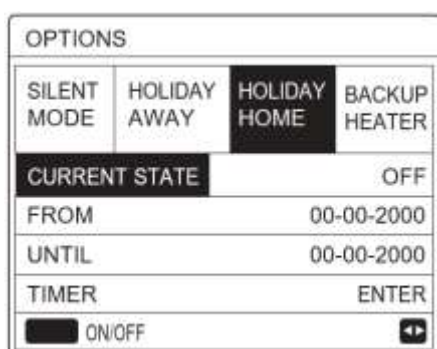 OPTIONS
SILENT MODE HOLIDAY AWAY HOLIDAY HOME BACKUP HEATER
CURRENT STATE OFF
FROM 00-00-2000
UNTIL 00-00-2000
TIMER ENTER
ON/OFF